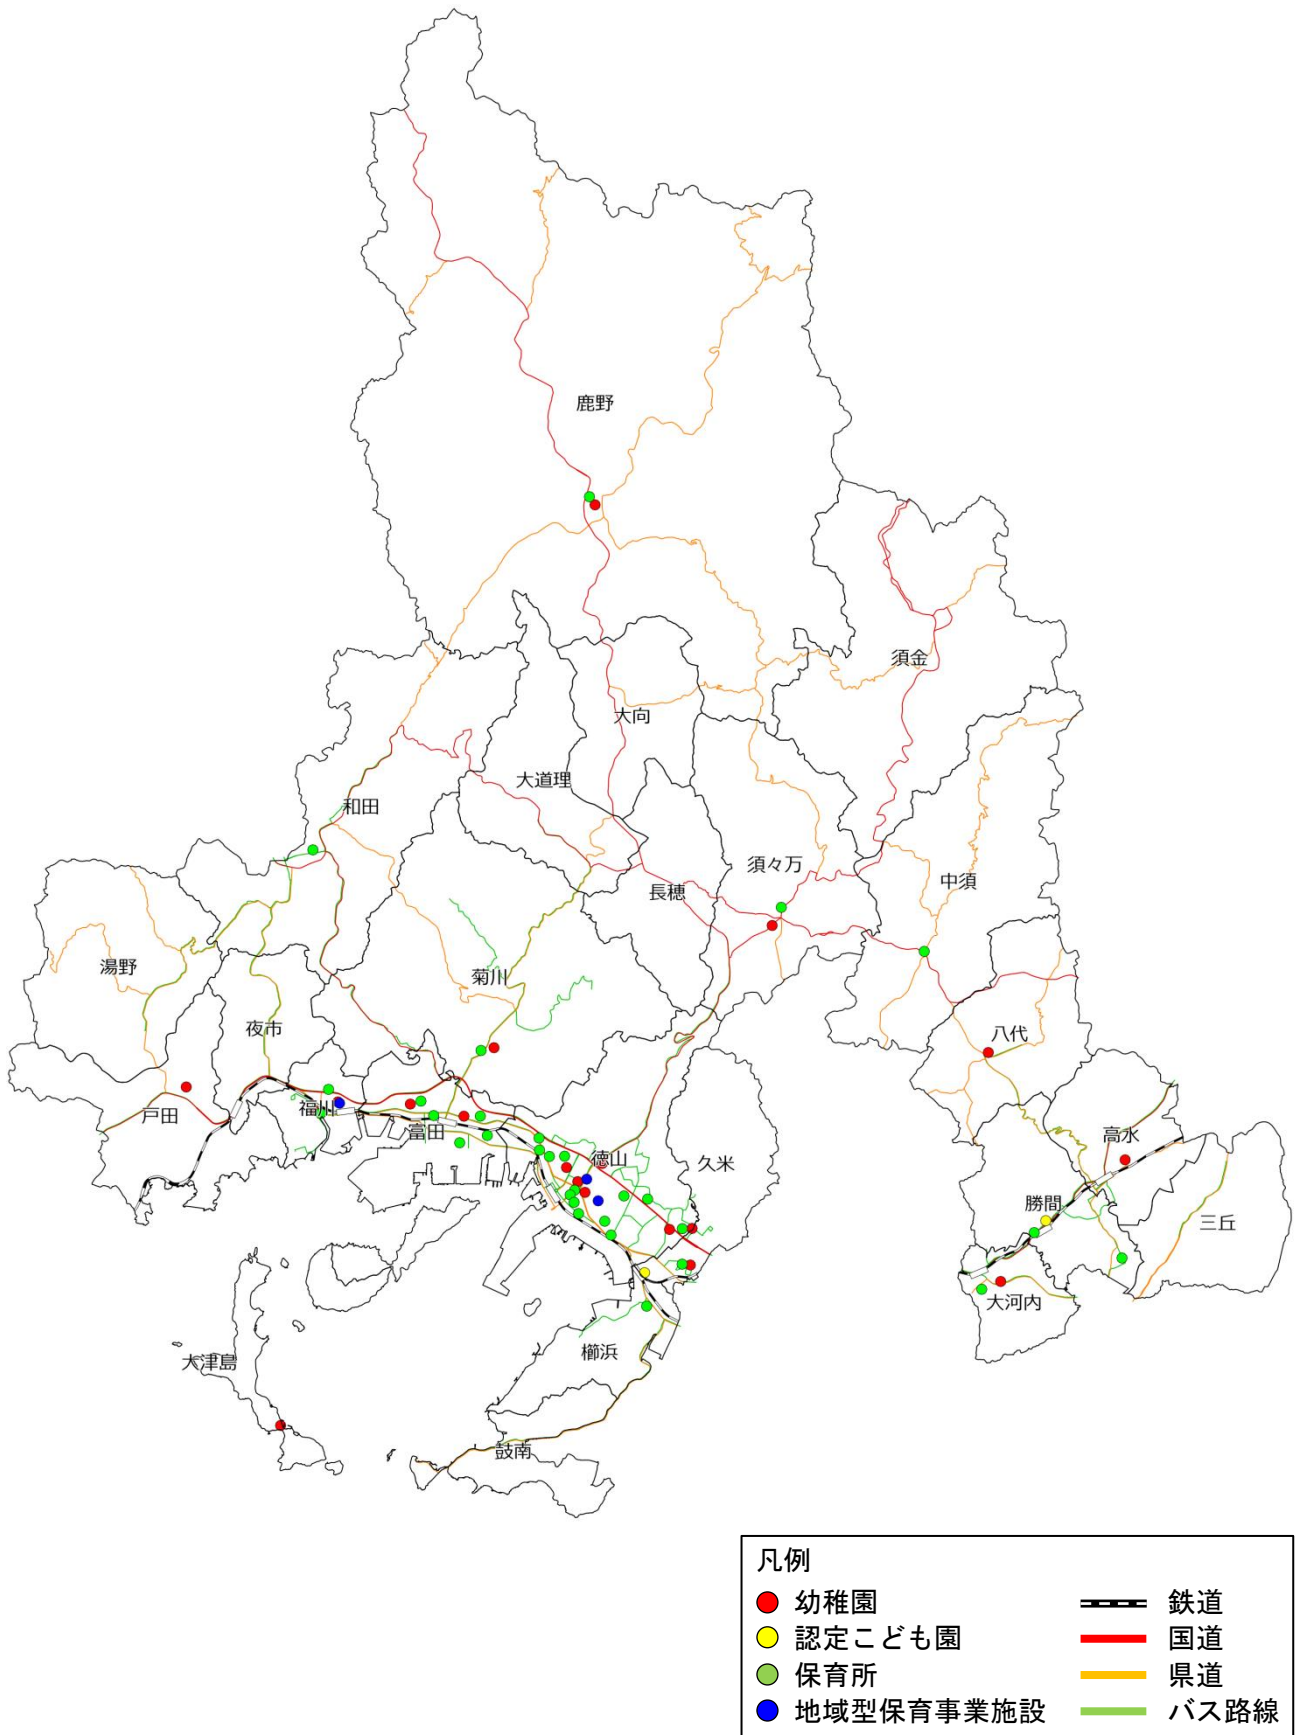 鹿野
須金
大向
大道理
和田
須々万
中須
長穂
湯野
菊川
夜市
八代
戸田
福川
富田
高水
徳山
久米
勝間
三丘
大河内
櫛浜
大津島
鼓南
凡例
幼稚園
鉄道
認定こども園
国道
保育所
県道
地域型保育事業施設
バス路線